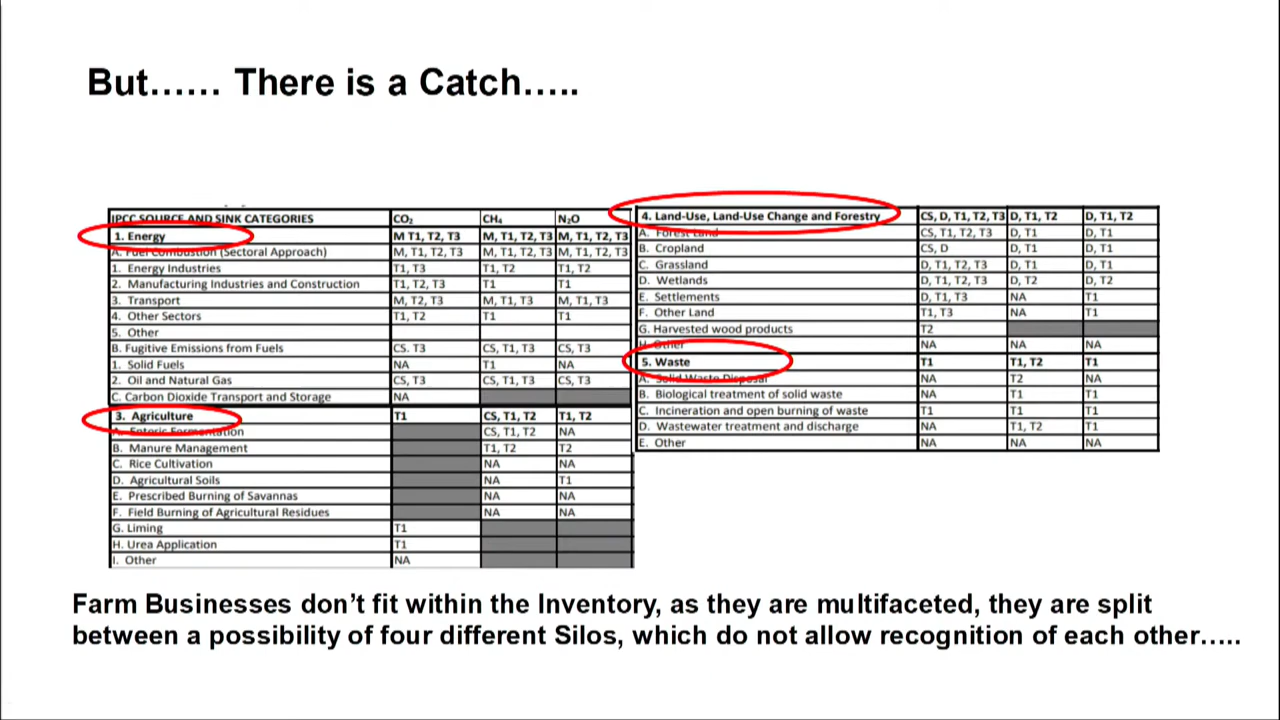 But…… There is a Catch…..
IPCC SOURCE AND SINK CATEGORIES CO₂ CH₄ N₂O
1. Energy M T1, T2, T3 M, T1, T2, T3 M, T1, T2, T3
A. Fuel Combustion (Sectoral Approach) M, T1, T2, T3 M, T1, T2, T3 M, T1, T2, T3
1. Energy Industries T1, T3 T1, T2 T1, T2
2. Manufacturing Industries and Construction T1, T2, T3 T1 T1
3. Transport M, T2, T3 M, T1, T3 M, T1, T3
4. Other Sectors T1, T2 T1 T1
5. Other
B. Fugitive Emissions from Fuels CS. T3 CS, T1, T3 CS, T3
1. Solid Fuels NA T1 NA
2. Oil and Natural Gas CS, T3 CS, T1, T3 CS, T3
C. Carbon Dioxide Transport and Storage NA
3. Agriculture T1 CS, T1, T2 T1, T2
A. Enteric Fermentation CS, T1, T2 NA
B. Manure Management T1, T2 T2
C. Rice Cultivation NA NA
D. Agricultural Soils NA T1
E. Prescribed Burning of Savannas NA NA
F. Field Burning of Agricultural Residues NA NA
G. Liming T1
H. Urea Application T1
I. Other NA
4. Land-Use, Land-Use Change and Forestry CS, D, T1, T2, T3 D, T1, T2 D, T1, T2
A. Forest Land CS, T1, T2, T3 D, T1 D, T1
B. Cropland CS, D D, T1 D, T1
C. Grassland D, T1, T2, T3 D, T1 D, T1
D. Wetlands D, T1, T2, T3 D, T2 D, T2
E. Settlements D, T1, T3 NA T1
F. Other Land T1, T3 NA T1
G. Harvested wood products T2
H. Other NA NA NA
5. Waste T1 T1, T2 T1
A. Solid Waste Disposal NA T2 NA
B. Biological treatment of solid waste NA T1 T1
C. Incineration and open burning of waste T1 T1 T1
D. Wastewater treatment and discharge NA T1, T2 T1
E. Other NA NA NA
Farm Businesses don’t fit within the Inventory, as they are multifaceted, they are split
between a possibility of four different Silos, which do not allow recognition of each other…..